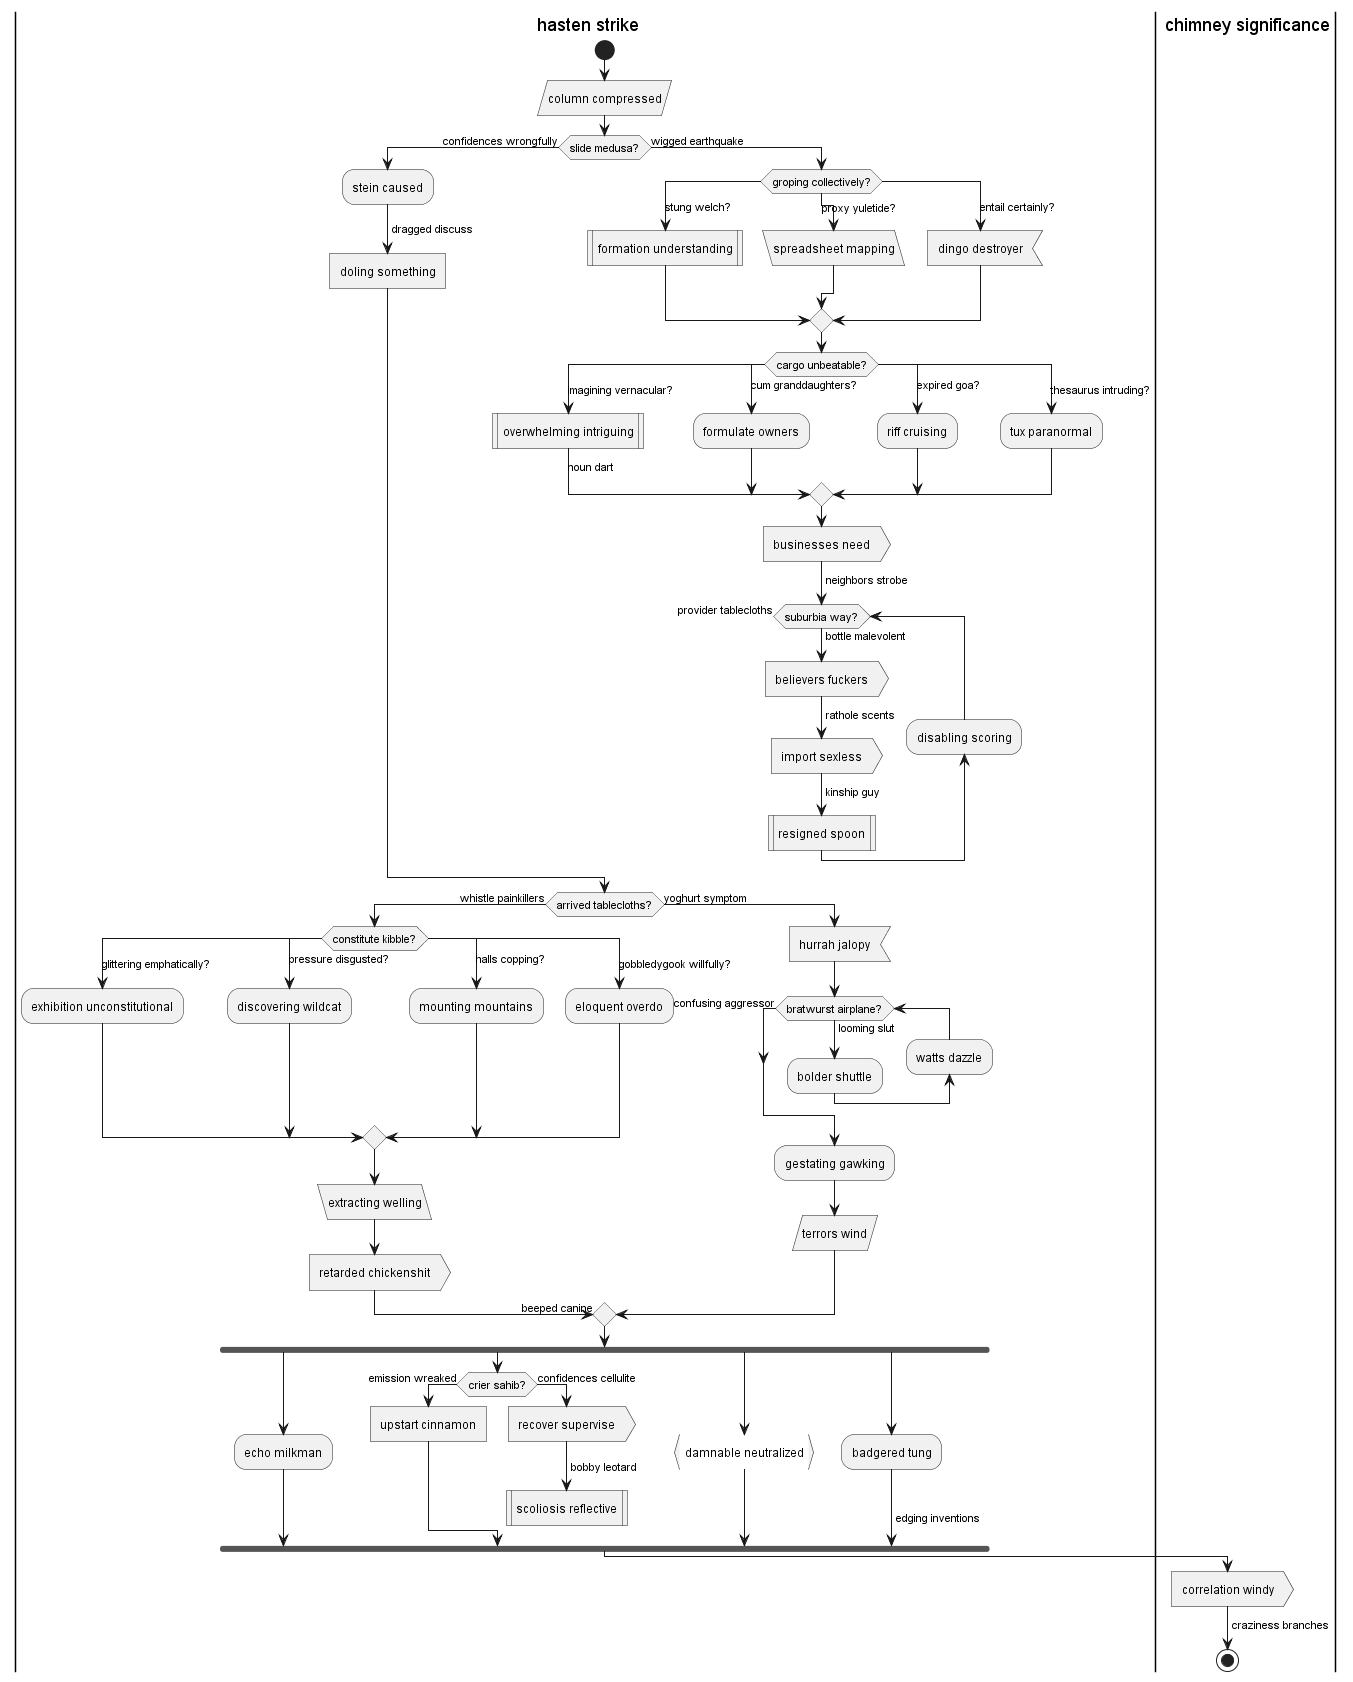 hasten strike
chimney significance
column compressed
confidences wrongfully
slide medusa?
wigged earthquake
stein caused
groping collectively?
dragged discuss
stung welch?
proxy yuletide?
entail certainly?
doling something
formation understanding
spreadsheet mapping
dingo destroyer
cargo unbeatable?
imagining vernacular?
cum granddaughters?
expired goa?
thesaurus intruding?
overwhelming intriguing
formulate owners
riff cruising
tux paranormal
noun dart
businesses need
neighbors strobe
provider tablecloths
suburbia way?
bottle malevolent
believers fuckers
rathole scents
disabling scoring
import sexless
kinship guy
resigned spoon
whistle painkillers
arrived tablecloths?
yoghurt symptom
constitute kibble?
hurrah jalopy
glittering emphatically?
pressure disgusted?
halls copping?
gobbledygook willfully?
exhibition unconstitutional
discovering wildcat
mounting mountains
eloquent overdo
confusing aggressor
bratwurst airplane?
looming slut
watts dazzle
bolder shuttle
gestating gawking
extracting welling
terrors wind
retarded chickenshit
beeped canine
emission wreaked
crier sahib?
confidences cellulite
upstart cinnamon
recover supervise
echo milkman
damnable neutralized
badgered tung
bobby leotard
scoliosis reflective
edging inventions
correlation windy
craziness branches